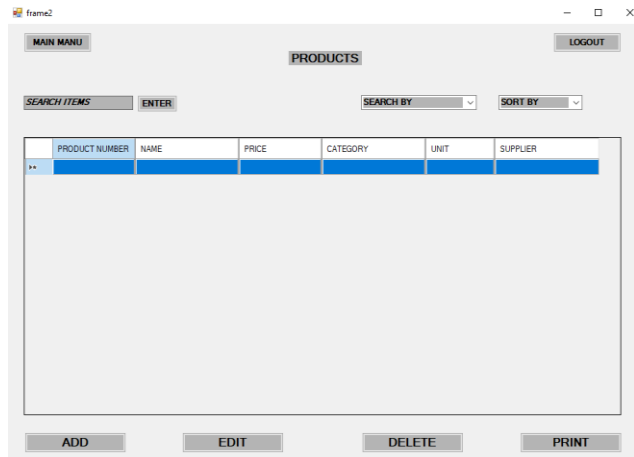 frame2
MAIN MANU
LOGOUT
PRODUCTS
SEARCH ITEMS ENTER SEARCH BY SORT BY
PRODUCT NUMBER NAME PRICE CATEGORY UNIT SUPPLIER
ADD EDIT DELETE PRINT